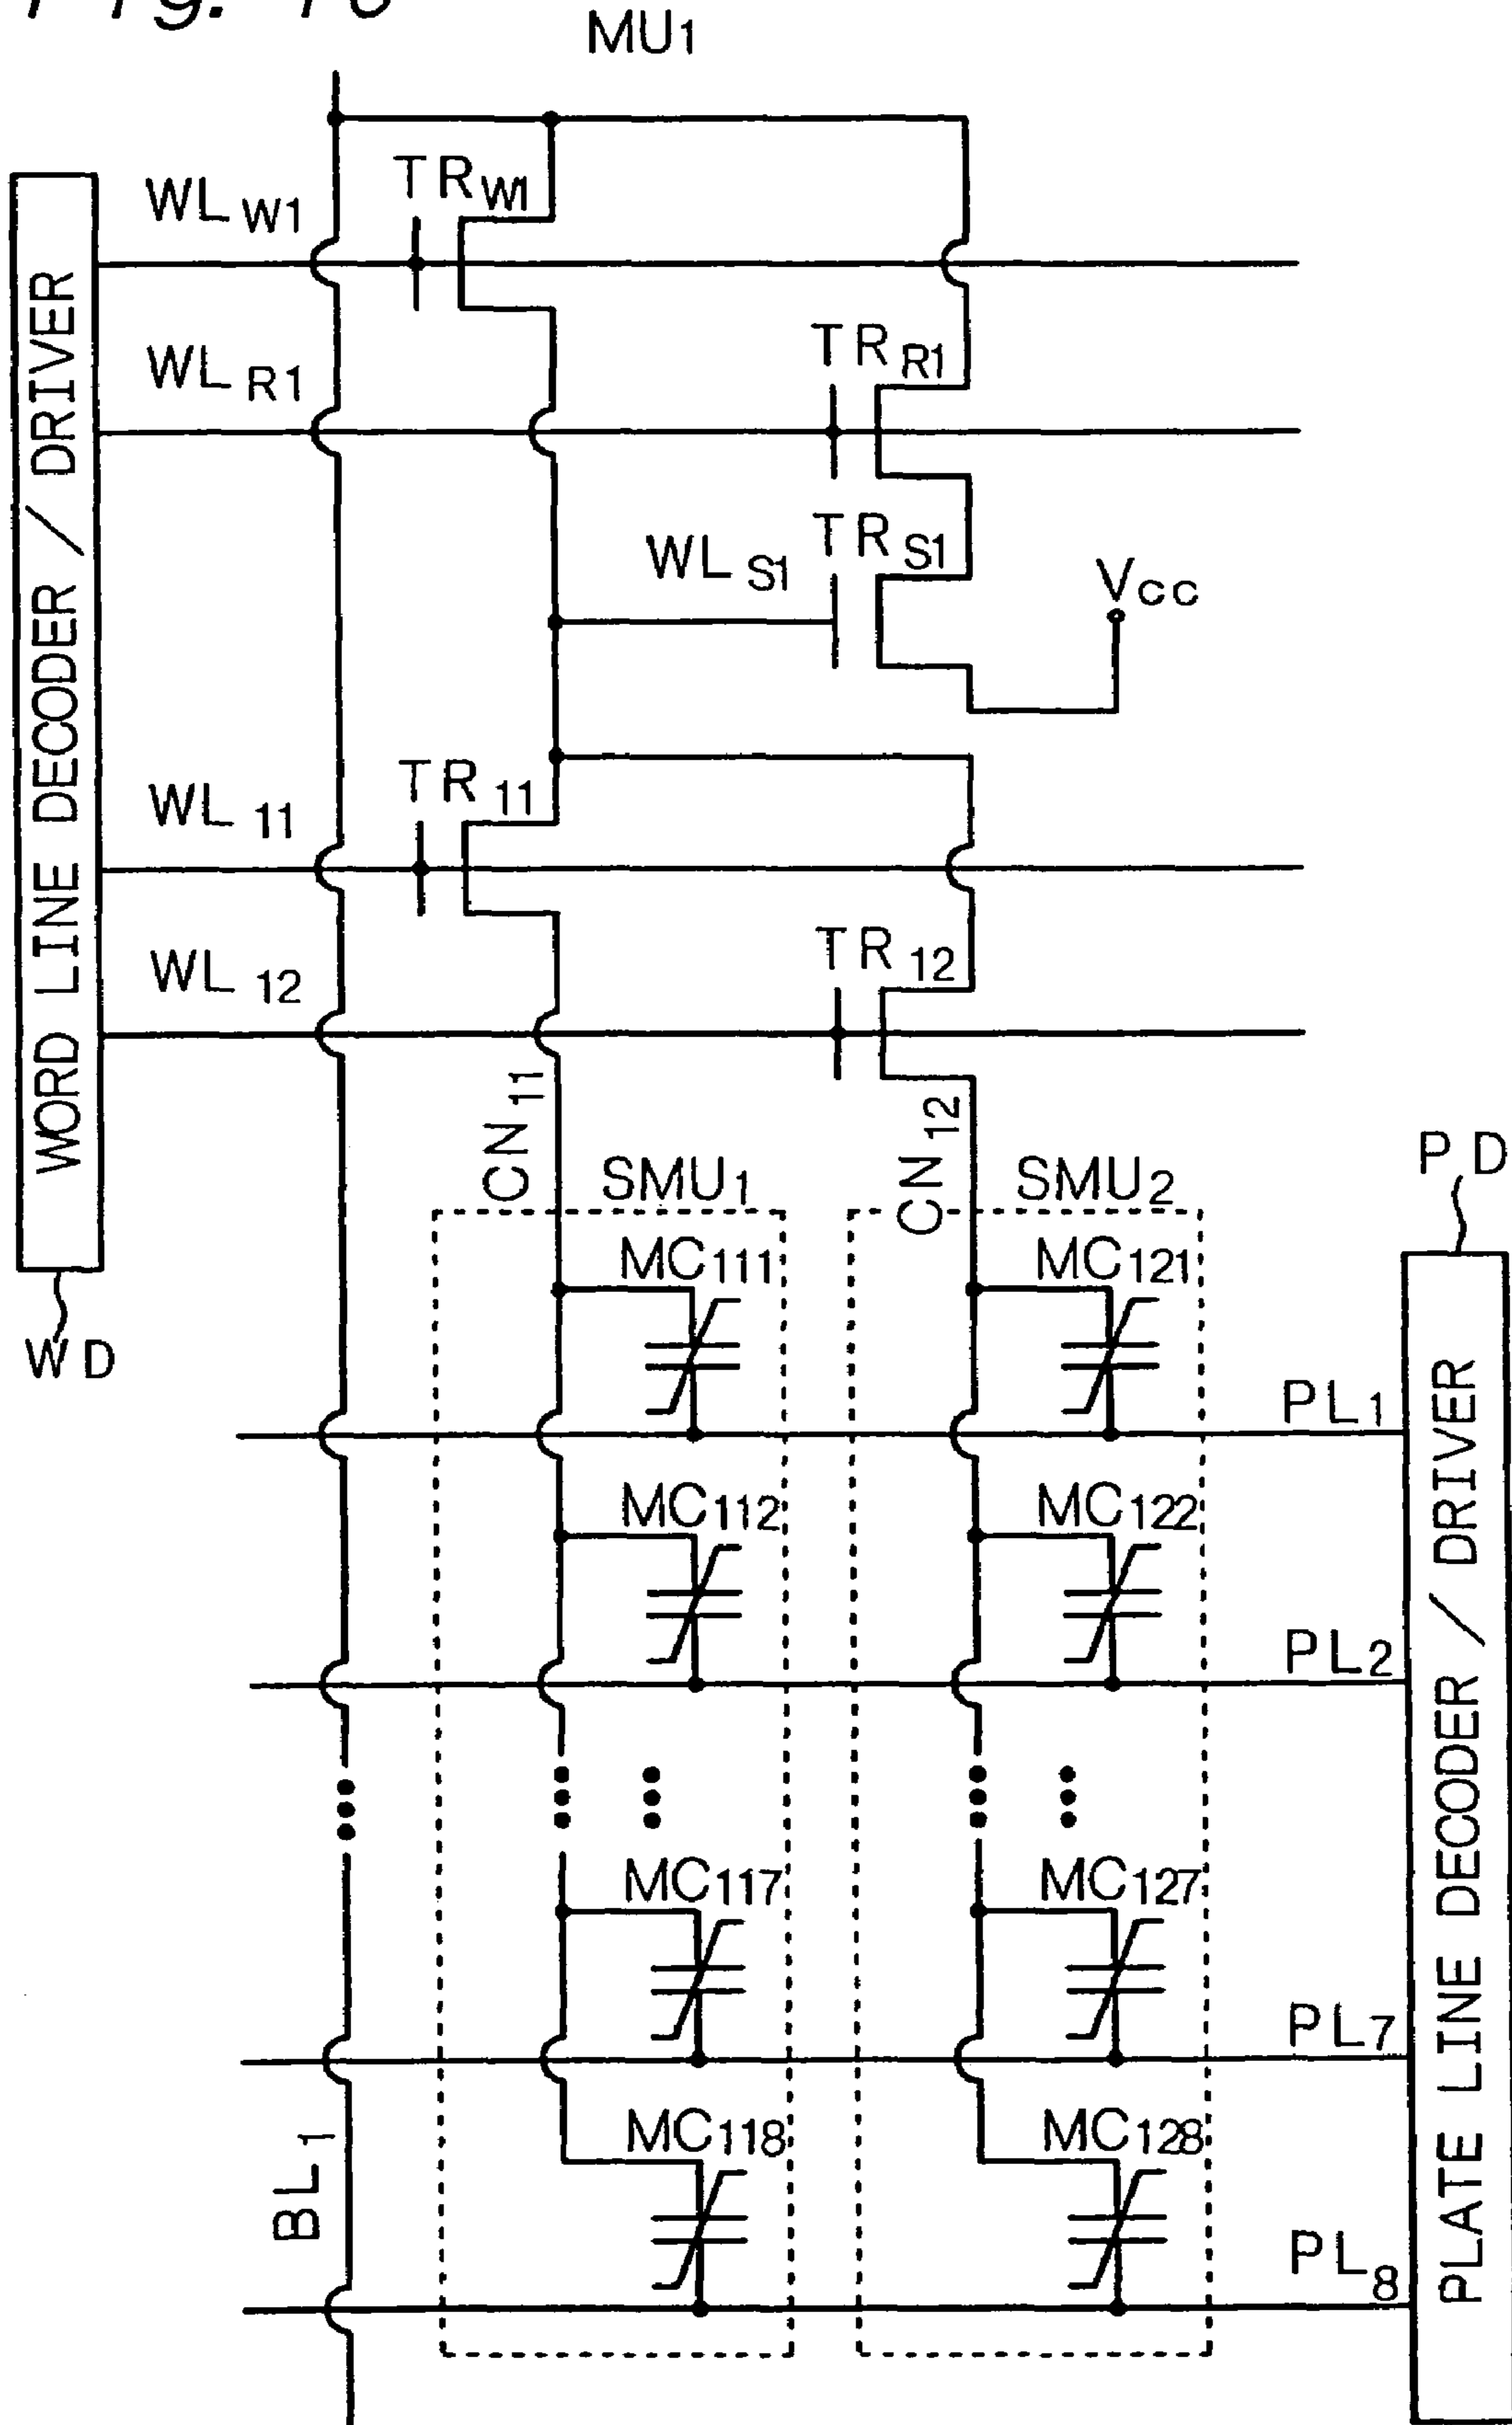 MU1
TRW1
WLW1
WLR1
TRR1
WLS1
TRS1
Vcc
TR11
WL11
WL12
TR12
WORD LINE DECODER / DRIVER
WD
CN11
CN12
SMU1
SMU2
PD
MC111
MC121
PL1
MC112
MC122
PL2
MC117
MC127
PL7
MC118
MC128
PL8
BL1
PLATE LINE DECODER / DRIVER